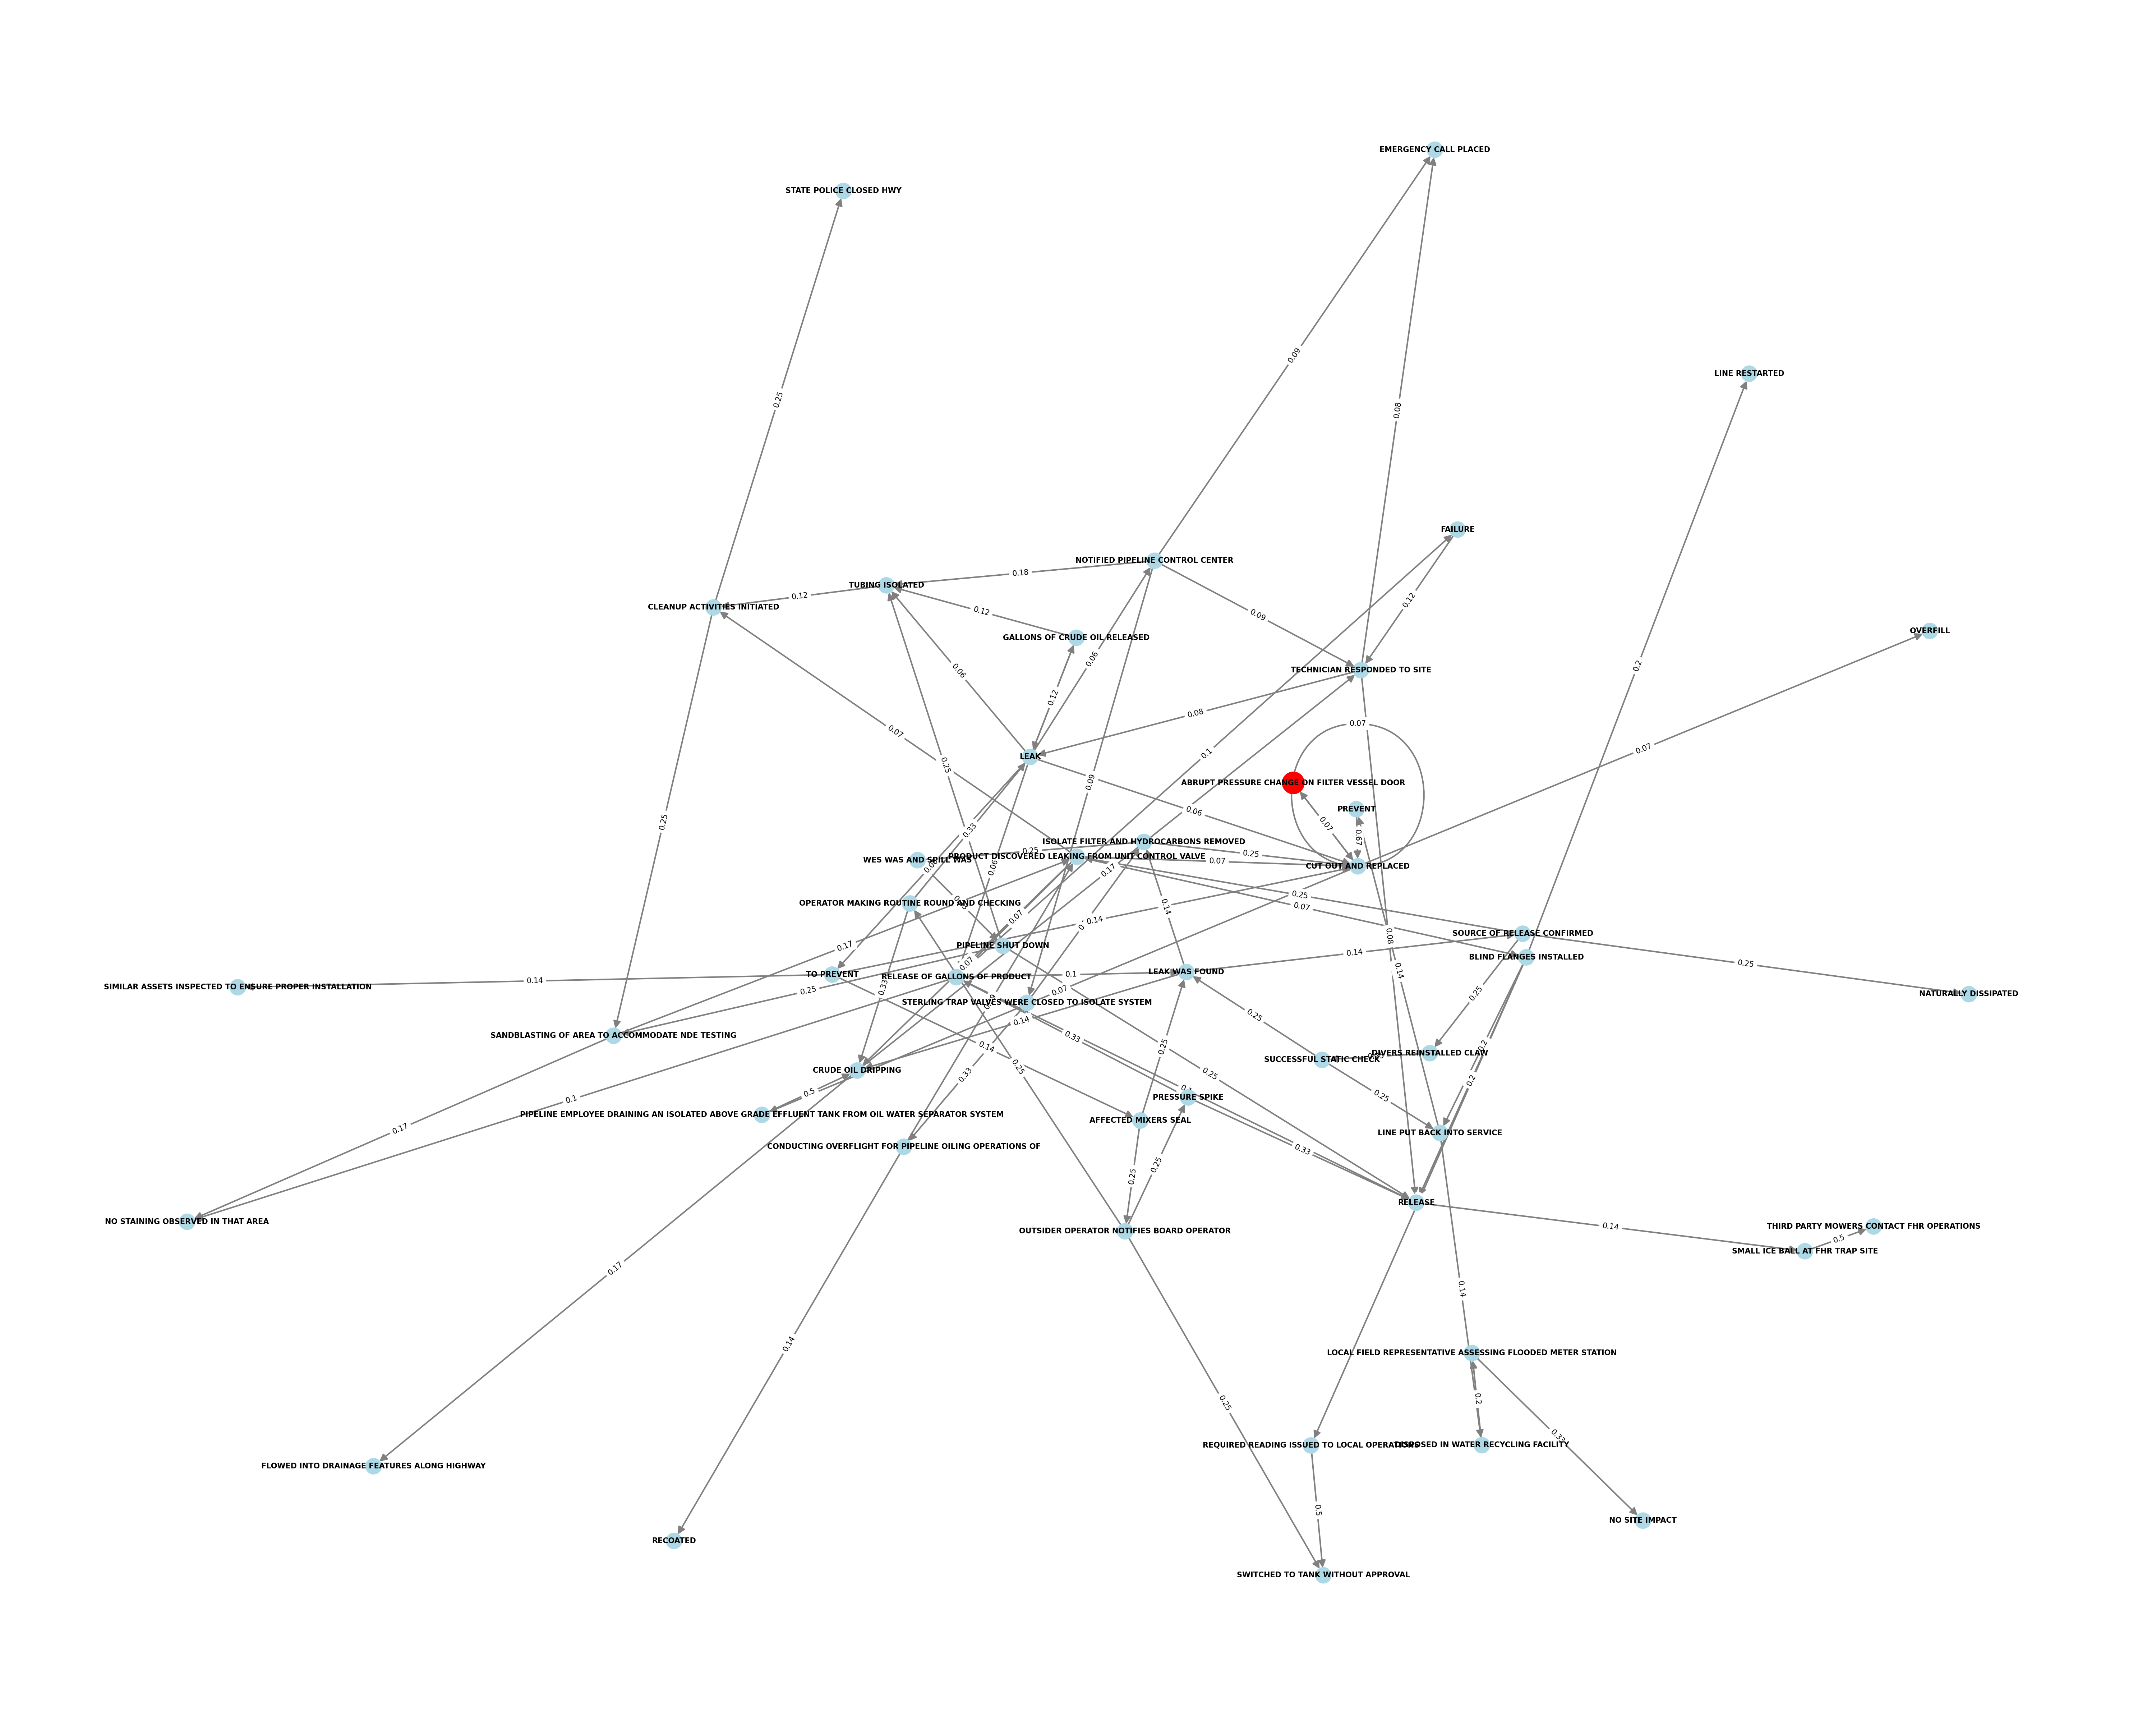 EMERGENCY CALL PLACED
STATE POLICE CLOSED HWY
0.09
LINE RESTARTED
0.25
0.08
FAILURE
NOTIFIED PIPELINE CONTROL CENTER
0.18
TUBING ISOLATED
0.12
0.12
CLEANUP ACTIVITIES INITIATED
0.12
0.09
OVERFILL
GALLONS OF CRUDE OIL RELEASED
0.06
0.2
TECHNICIAN RESPONDED TO SITE
0.06
0.12
0.08
0.07
0.07
0.1
0.07
LEAK
0.25
0.09
ABRUPT PRESSURE CHANGE ON FILTER VESSEL DOOR
PREVENT
0.06
0.25
0.07
0.33
0.67
ISOLATE FILTER AND HYDROCARBONS REMOVED
0.25
0.25
WES WAS AND SPILL WAS
PRODUCT DISCOVERED LEAKING FROM UNIT CONTROL VALVE
0.07
CUT OUT AND REPLACED
0.06
0.17
0.25
OPERATOR MAKING ROUTINE ROUND AND CHECKING
0.14
0.07
0.07
0.14
SOURCE OF RELEASE CONFIRMED
0.08
0.17
PIPELINE SHUT DOWN
0.14
BLIND FLANGES INSTALLED
0.07
0.25
0.14
TO PREVENT
RELEASE OF GALLONS OF PRODUCT
0.1
LEAK WAS FOUND
0.14
SIMILAR ASSETS INSPECTED TO ENSURE PROPER INSTALLATION
0.33
0.25
0.07
0.25
NATURALLY DISSIPATED
STERLING TRAP VALVES WERE CLOSED TO ISOLATE SYSTEM
0.25
0.14
SANDBLASTING OF AREA TO ACCOMMODATE NDE TESTING
0.33
0.14
0.25
0.2
DIVERS REINSTALLED CLAW
SUCCESSFUL STATIC CHECK
CRUDE OIL DRIPPING
0.25
0.25
0.33
0.2
0.5
0.1
0.25
PRESSURE SPIKE
PIPELINE EMPLOYEE DRAINING AN ISOLATED ABOVE GRADE EFFLUENT TANK FROM OIL WATER SEPARATOR SYSTEM
AFFECTED MIXERS SEAL
0.17
LINE PUT BACK INTO SERVICE
CONDUCTING OVERFLIGHT FOR PIPELINE OILING OPERATIONS OF
0.33
0.25
0.25
RELEASE
NO STAINING OBSERVED IN THAT AREA
0.14
THIRD PARTY MOWERS CONTACT FHR OPERATIONS
OUTSIDER OPERATOR NOTIFIES BOARD OPERATOR
0.5
SMALL ICE BALL AT FHR TRAP SITE
0.17
0.14
0.14
LOCAL FIELD REPRESENTATIVE ASSESSING FLOODED METER STATION
0.2
0.25
0.33
REQUIRED READING ISSUED TO LOCAL OPERATIONS
DISPOSED IN WATER RECYCLING FACILITY
FLOWED INTO DRAINAGE FEATURES ALONG HIGHWAY
0.5
NO SITE IMPACT
RECOATED
SWITCHED TO TANK WITHOUT APPROVAL